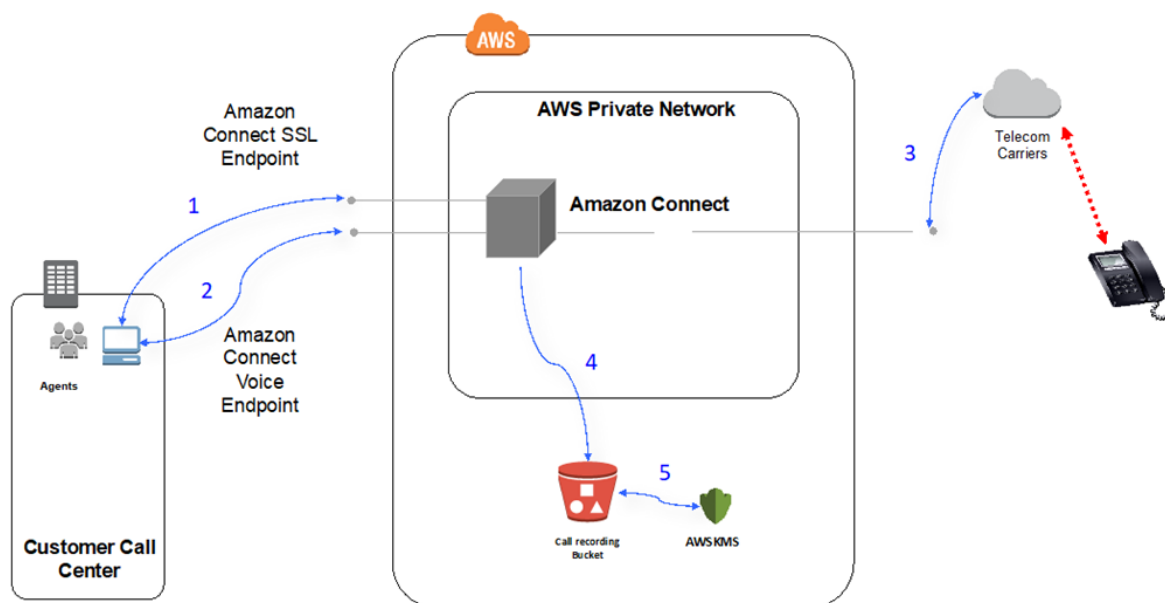 AWS
Amazon
Connect SSL
Endpoint
AWS Private Network
Telecom
Carriers
3
1
Amazon Connect
2
Amazon
Connect
Voice
Endpoint
Agents
4
5
Call recording
Bucket
AWS KMS
Customer Call
Center